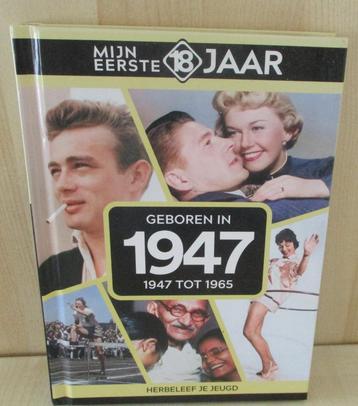 MIJN
EERSTE 18 JAAR
GEBOREN IN
1947
1947 TOT 1965
HERBELEEF JE JEUGD